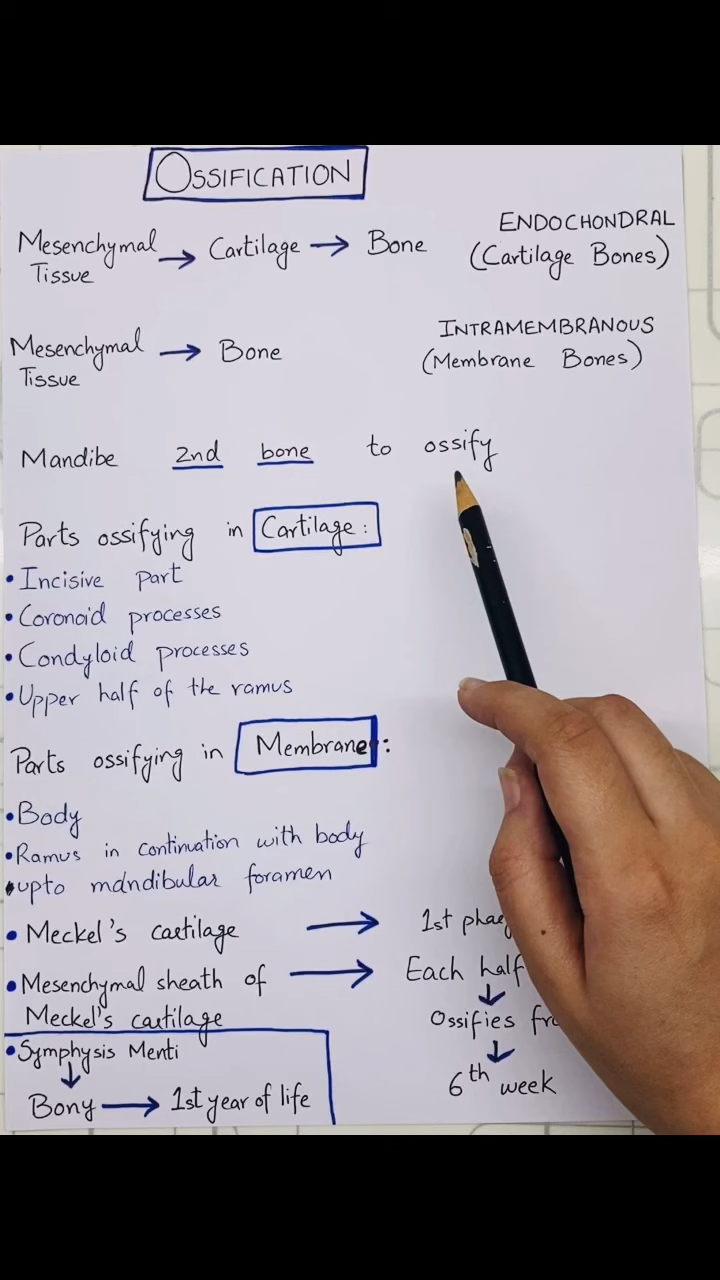 OSSIFICATION
Mesenchymal Tissue → Cartilage → Bone
ENDOCHONDRAL
(Cartilage Bones)
Mesenchymal Tissue → Bone
INTRAMEMBRANOUS
(Membrane Bones)
Mandibe 2nd bone to ossify
Parts ossifying in Cartilage:
• Incisive part
• Coronoid processes
• Condyloid processes
• Upper half of the ramus
Parts ossifying in Membrane:
• Body
• Ramus in continuation with body
• upto mandibular foramen
• Meckel's cartilage → 1st
• Mesenchymal sheath of Meckel's cartilage → Each half
↓
Ossifies
↓
6th week
• Symphysis Menti
↓
Bony → 1st year of life